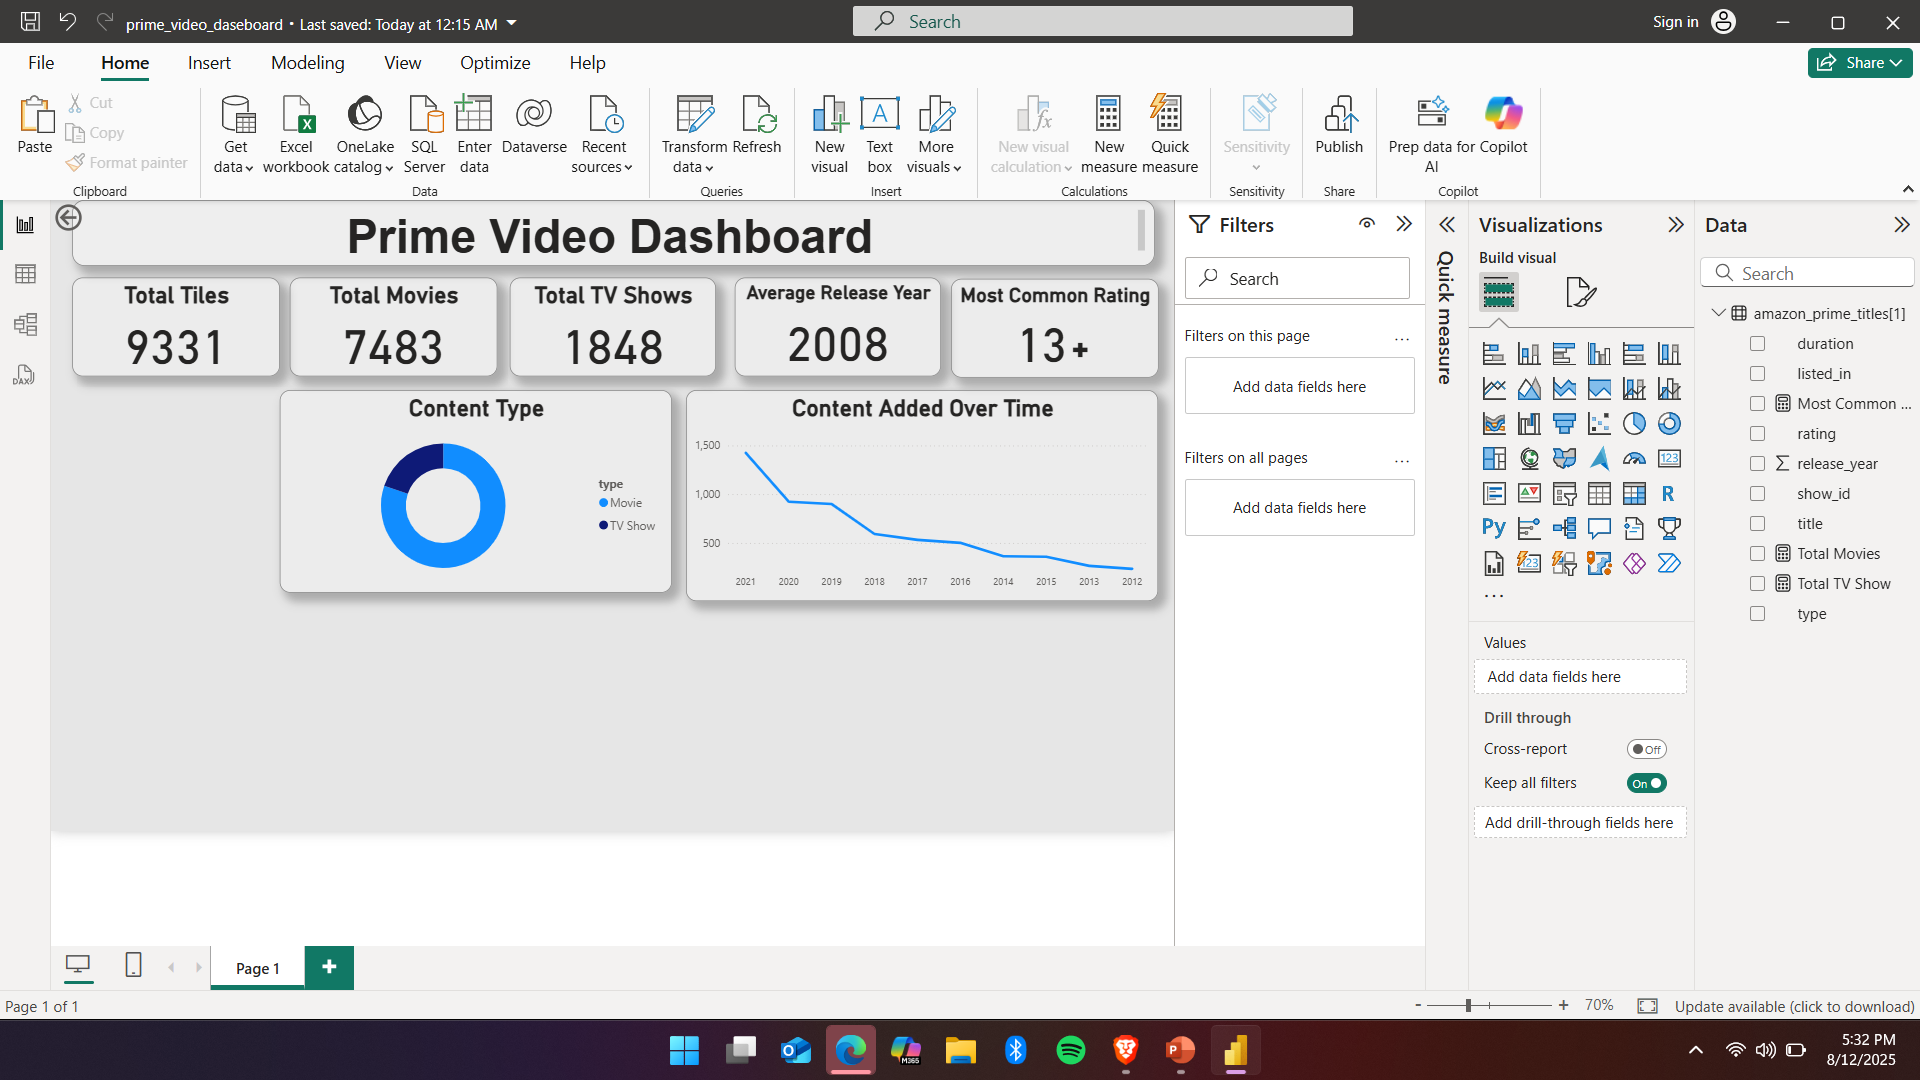 prime_video_daseboard • Last saved: Today at 12:15 AM
Search
Sign in
File
Home
Insert
Modeling
View
Optimize
Help
Share
Paste
Cut
Copy
Format painter
Clipboard
Get data
Excel workbook
OneLake catalog
SQL Server
Enter data
Dataverse
Recent sources
Data
Transform data
Refresh
Queries
New visual
Text box
More visuals
Insert
New visual calculation
New measure
Quick measure
Calculations
Sensitivity
Sensitivity
Publish
Share
Prep data for AI
Copilot
Copilot
Prime Video Dashboard
Total Tiles
9331
Total Movies
7483
Total TV Shows
1848
Average Release Year
2008
Most Common Rating
13+
Content Type
type
Movie
TV Show
Content Added Over Time
1,500
1,000
500
2021 2020 2019 2018 2017 2016 2014 2015 2013 2012
Filters
Search
Filters on this page
...
Add data fields here
Filters on all pages
...
Add data fields here
Quick measure
Visualizations
Build visual
123
R
Py
123
...
Values
Add data fields here
Drill through
Cross-report
Off
Keep all filters
On
Add drill-through fields here
Data
Search
amazon_prime_titles[1]
duration
listed_in
Most Common ...
rating
release_year
show_id
title
Total Movies
Total TV Show
type
DAX
Page 1
+
Page 1 of 1
- + 70%
Update available (click to download)
M365
5:32 PM
8/12/2025